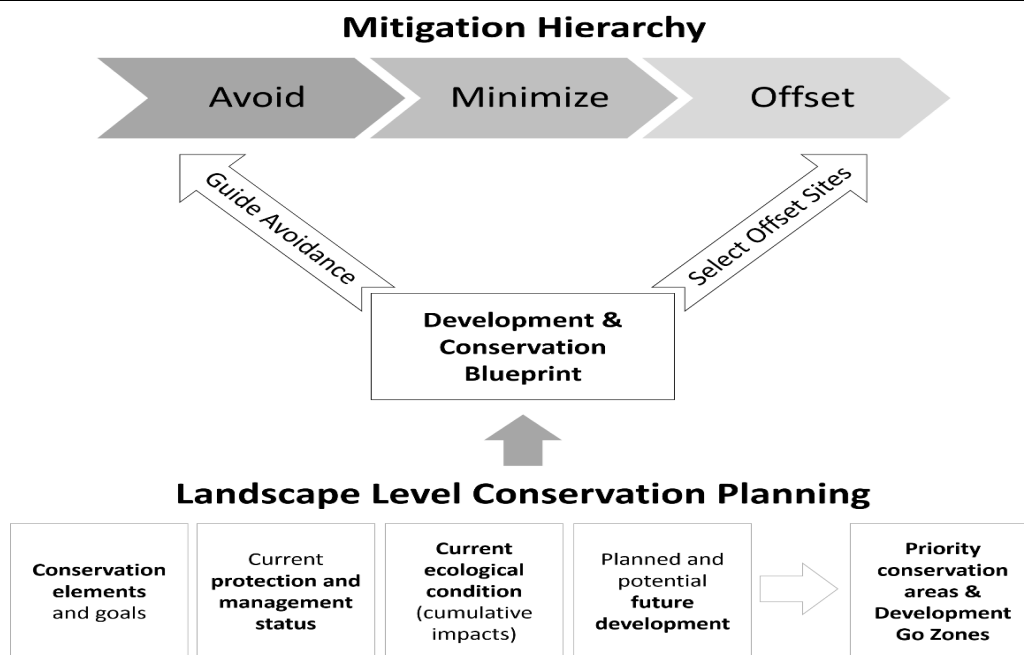 Mitigation Hierarchy
Avoid
Minimize
Offset
Guide Avoidance
Select Offset Sites
Development &
Conservation
Blueprint
Landscape Level Conservation Planning
Conservation
elements
and goals
Current
protection and
management
status
Current
ecological
condition
(cumulative
impacts)
Planned and
potential
future
development
Priority
conservation
areas &
Development
Go Zones